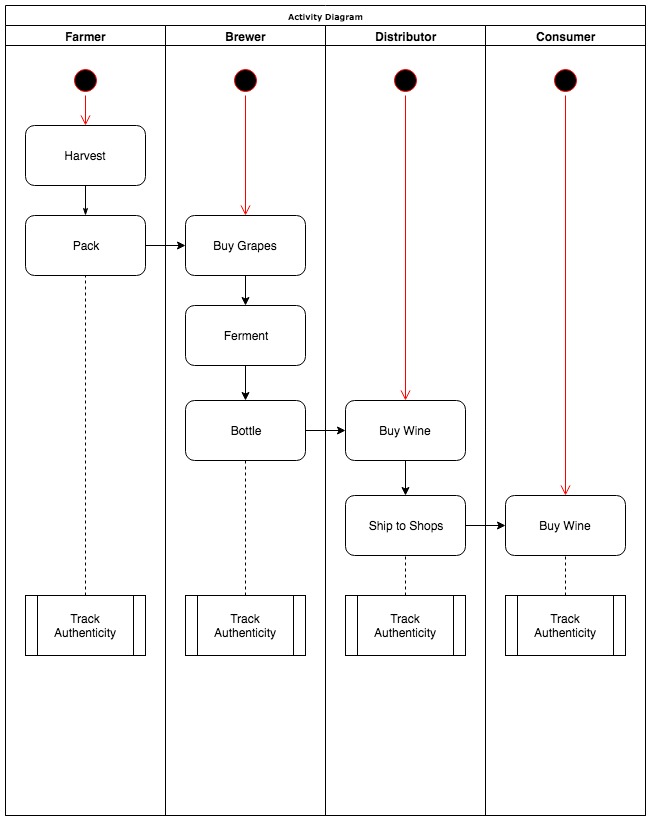 Activity Diagram
Farmer
Brewer
Distributor
Consumer
Harvest
Pack
Buy Grapes
Ferment
Bottle
Buy Wine
Ship to Shops
Buy Wine
Track
Authenticity
Track
Authenticity
Track
Authenticity
Track
Authenticity